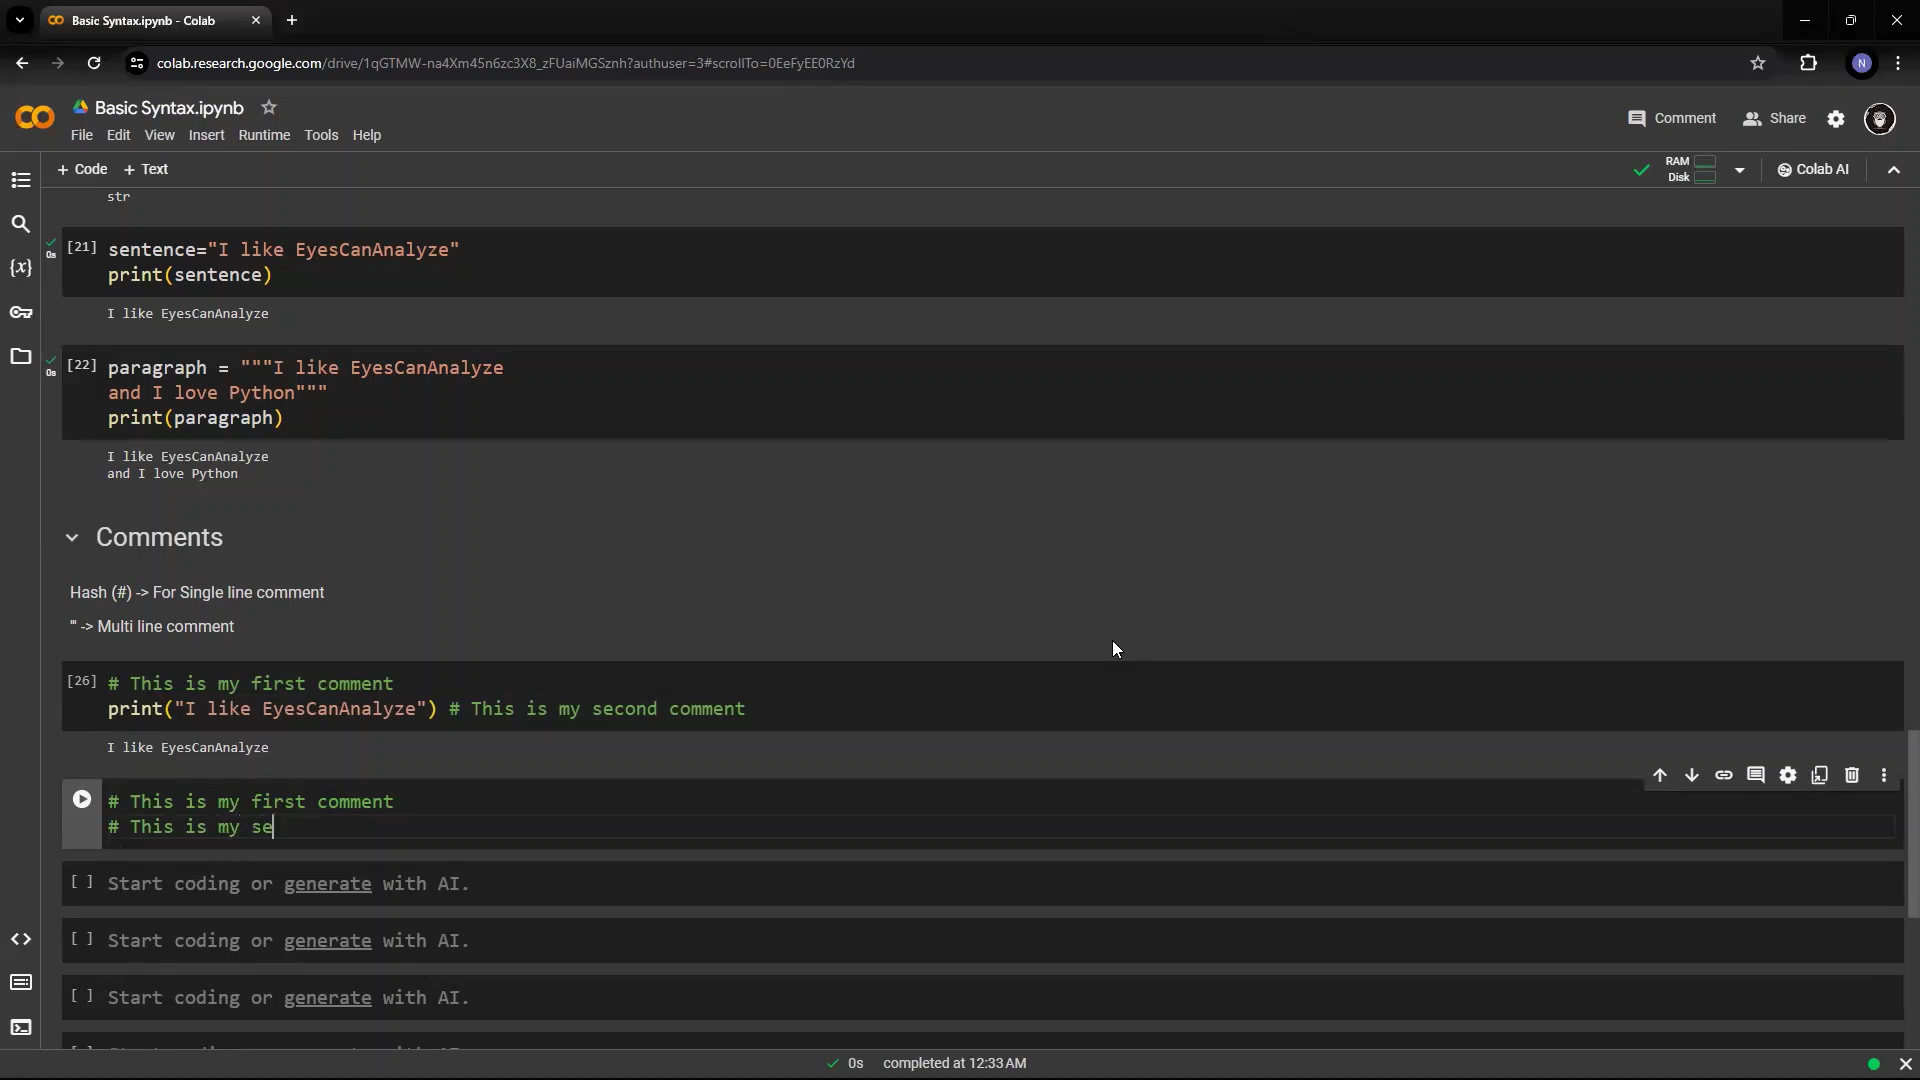 Basic Syntax.ipynb - Colab
colab.research.google.com/drive/1qGTMW-na4Xm45n6zc3X8_zFUaiMGSznh?authuser=3#scrollTo=0EeFyEE0RzYd
N
Basic Syntax.ipynb
Comment
Share
File Edit View Insert Runtime Tools Help
+ Code + Text
RAM
Disk
Colab AI
str
[21] sentence="I like EyesCanAnalyze"
0s
print(sentence)
I like EyesCanAnalyze
[22] paragraph = """I like EyesCanAnalyze
0s
and I love Python"""
print(paragraph)
I like EyesCanAnalyze
and I love Python
Comments
Hash (#) -> For Single line comment
''' -> Multi line comment
[26] # This is my first comment
print("I like EyesCanAnalyze") # This is my second comment
I like EyesCanAnalyze
# This is my first comment
# This is my se
[ ] Start coding or generate with AI.
[ ] Start coding or generate with AI.
[ ] Start coding or generate with AI.
0s completed at 12:33 AM